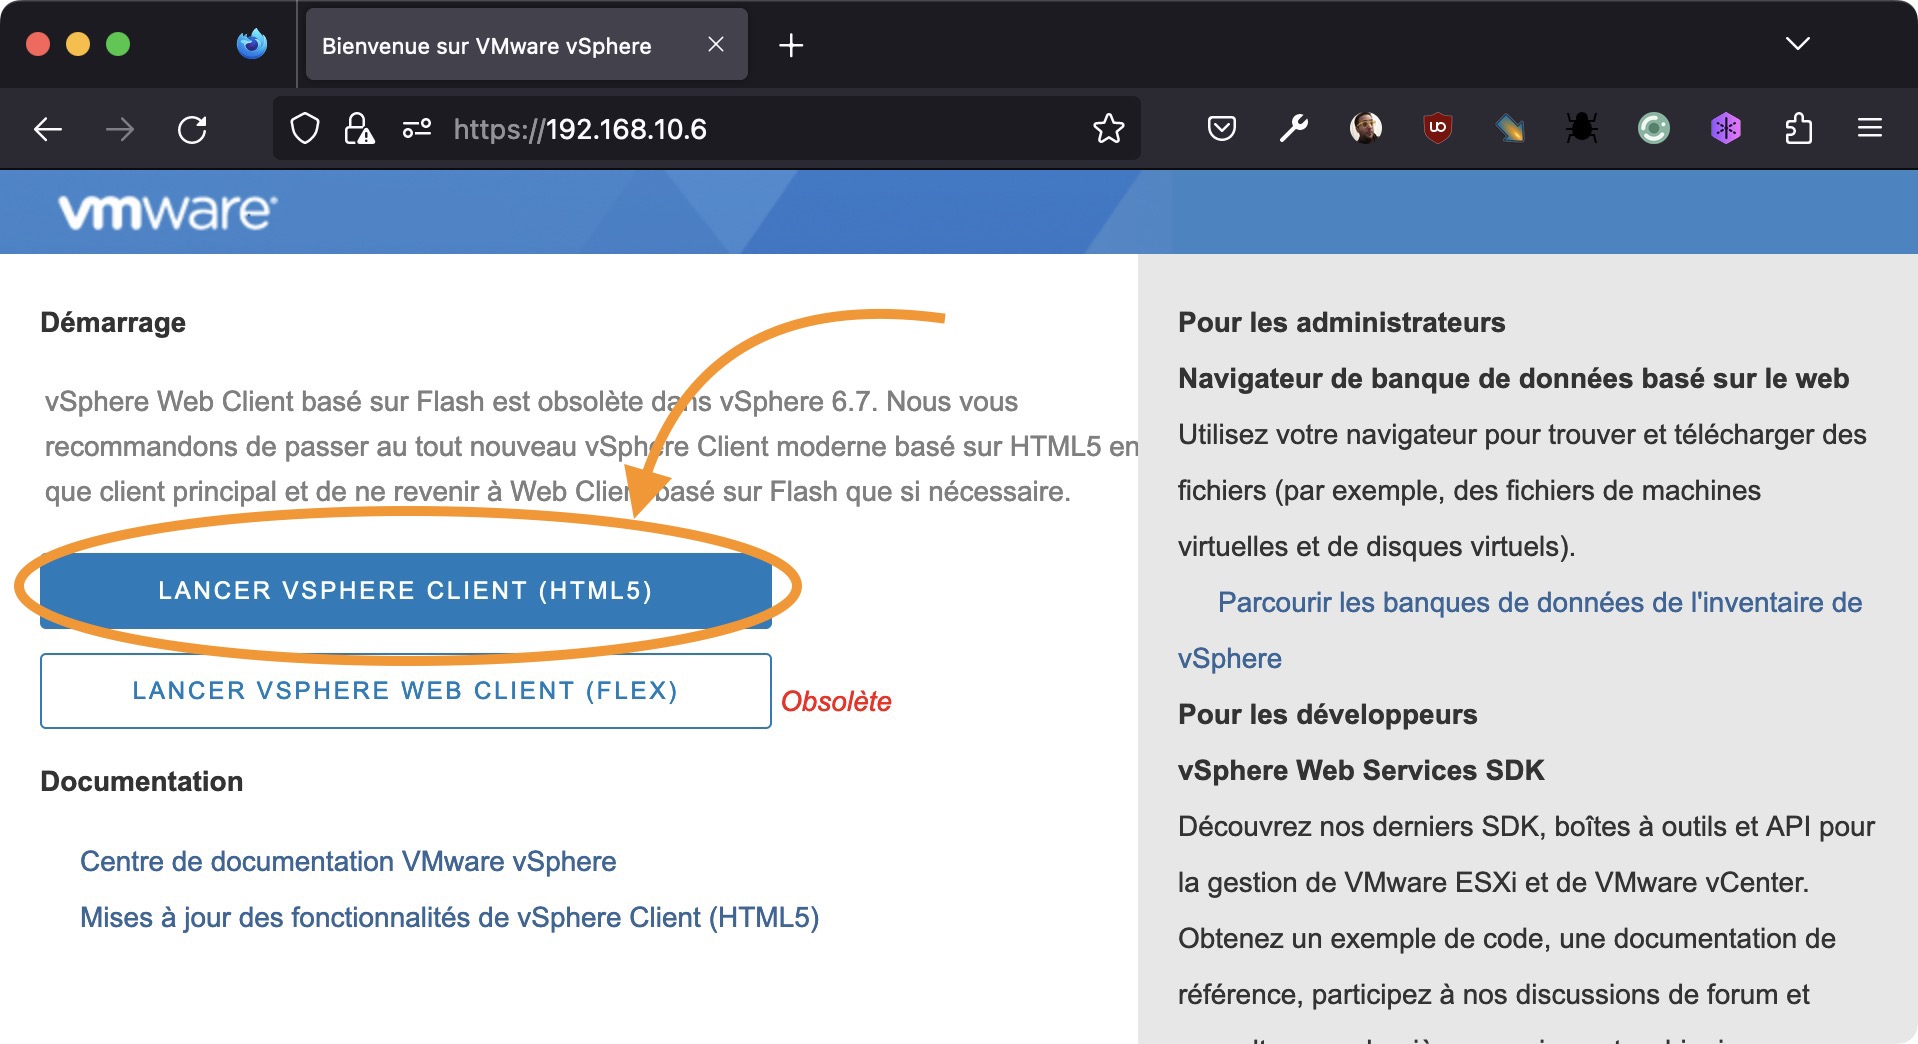 Bienvenue sur VMware vSphere
https://192.168.10.6
vmware
Démarrage
vSphere Web Client basé sur Flash est obsolète dans vSphere 6.7. Nous vous
recommandons de passer au tout nouveau vSphere Client moderne basé sur HTML5 en
que client principal et de ne revenir à Web Client basé sur Flash que si nécessaire.
LANCER VSPHERE CLIENT (HTML5)
LANCER VSPHERE WEB CLIENT (FLEX)
Obsolète
Documentation
Centre de documentation VMware vSphere
Mises à jour des fonctionnalités de vSphere Client (HTML5)
Pour les administrateurs
Navigateur de banque de données basé sur le web
Utilisez votre navigateur pour trouver et télécharger des
fichiers (par exemple, des fichiers de machines
virtuelles et de disques virtuels).
Parcourir les banques de données de l'inventaire de
vSphere
Pour les développeurs
vSphere Web Services SDK
Découvrez nos derniers SDK, boîtes à outils et API pour
la gestion de VMware ESXi et de VMware vCenter.
Obtenez un exemple de code, une documentation de
référence, participez à nos discussions de forum et